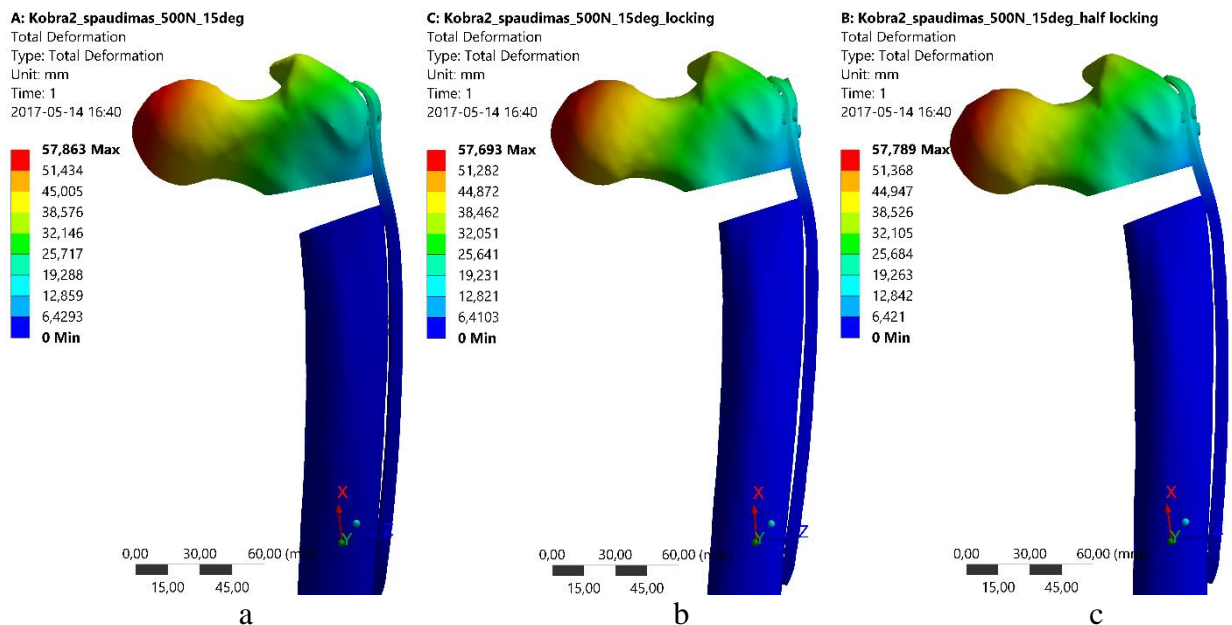 A: Kobra2_spaudimas_500N_15deg
Total Deformation
Type: Total Deformation
Unit: mm
Time: 1
2017-05-14 16:40
57,863 Max
51,434
45,005
38,576
32,146
25,717
19,288
12,859
6,4293
0 Min
X
Y
0,00 30,00 60,00 (mm)
15,00 45,00
a
C: Kobra2_spaudimas_500N_15deg_locking
Total Deformation
Type: Total Deformation
Unit: mm
Time: 1
2017-05-14 16:40
57,693 Max
51,282
44,872
38,462
32,051
25,641
19,231
12,821
6,4103
0 Min
X
Y
Z
0,00 30,00 60,00 (mm)
15,00 45,00
b
B: Kobra2_spaudimas_500N_15deg_half locking
Total Deformation
Type: Total Deformation
Unit: mm
Time: 1
2017-05-14 16:40
57,789 Max
51,368
44,947
38,526
32,105
25,684
19,263
12,842
6,421
0 Min
X
Y
0,00 30,00 60,00 (mm)
15,00 45,00
c